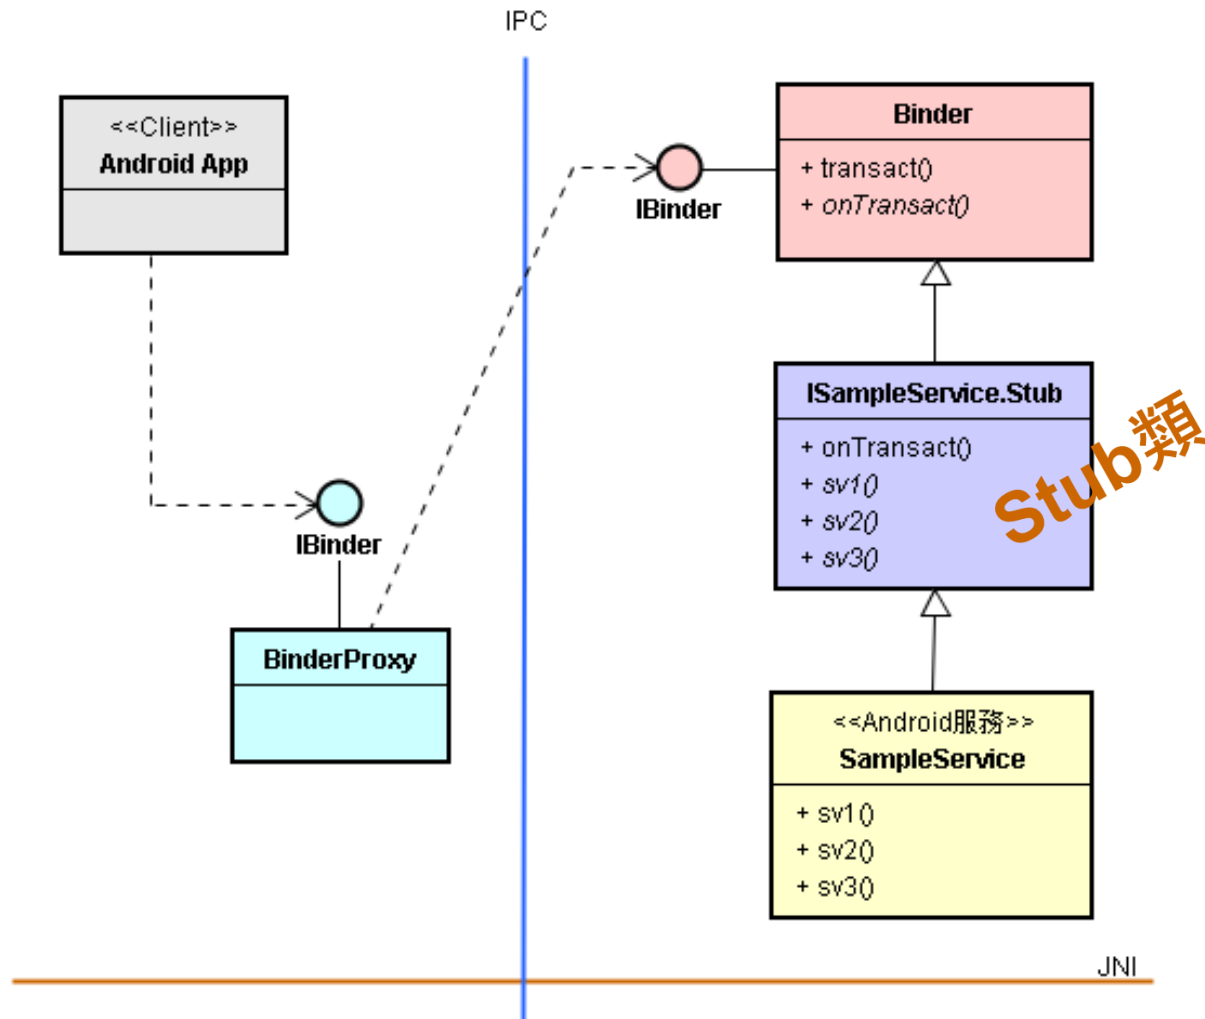 IPC
<<Client>>
Android App
IBinder
BinderProxy
IBinder
Binder
+ transact()
+ onTransact()
ISampleService.Stub
+ onTransact()
+ sv1()
+ sv2()
+ sv3()
Stub類
<<Android服務>>
SampleService
+ sv1()
+ sv2()
+ sv3()
JNI